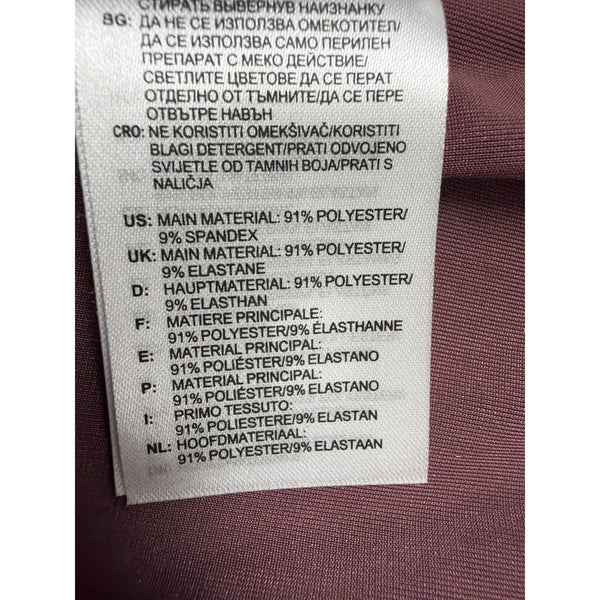 СТИРАТЬ ВЫВЕРНУВ НАИЗНАНКУ
BG: ДА НЕ СЕ ИЗПОЛЗВА ОМЕКОТИТЕЛ/
ДА СЕ ИЗПОЛЗВА САМО ПЕРИЛЕН
ПРЕПАРАТ С МЕКО ДЕЙСТВИЕ/
СВЕТЛИТЕ ЦВЕТОВЕ ДА СЕ ПЕРАТ
ОТДЕЛНО ОТ ТЪМНИТЕ/ДА СЕ ПЕРЕ
ОТВЪТРЕ НАВЪН
CRO: NE KORISTITI OMEKŠIVAČ/KORISTITI
BLAGI DETERGENT/PRATI ODVOJENO
SVIJETLE OD TAMNIH BOJA/PRATI S
NALIČJA
US: MAIN MATERIAL: 91% POLYESTER/
9% SPANDEX
UK: MAIN MATERIAL: 91% POLYESTER/
9% ELASTANE
D: HAUPTMATERIAL: 91% POLYESTER/
9% ELASTHAN
F: MATIERE PRINCIPALE:
91% POLYESTER/9% ÉLASTHANNE
E: MATERIAL PRINCIPAL:
91% POLIÉSTER/9% ELASTANO
P: MATERIAL PRINCIPAL:
91% POLIÉSTER/9% ELASTANO
I: PRIMO TESSUTO:
91% POLIESTERE/9% ELASTAN
NL: HOOFDMATERIAAL:
91% POLYESTER/9% ELASTAAN